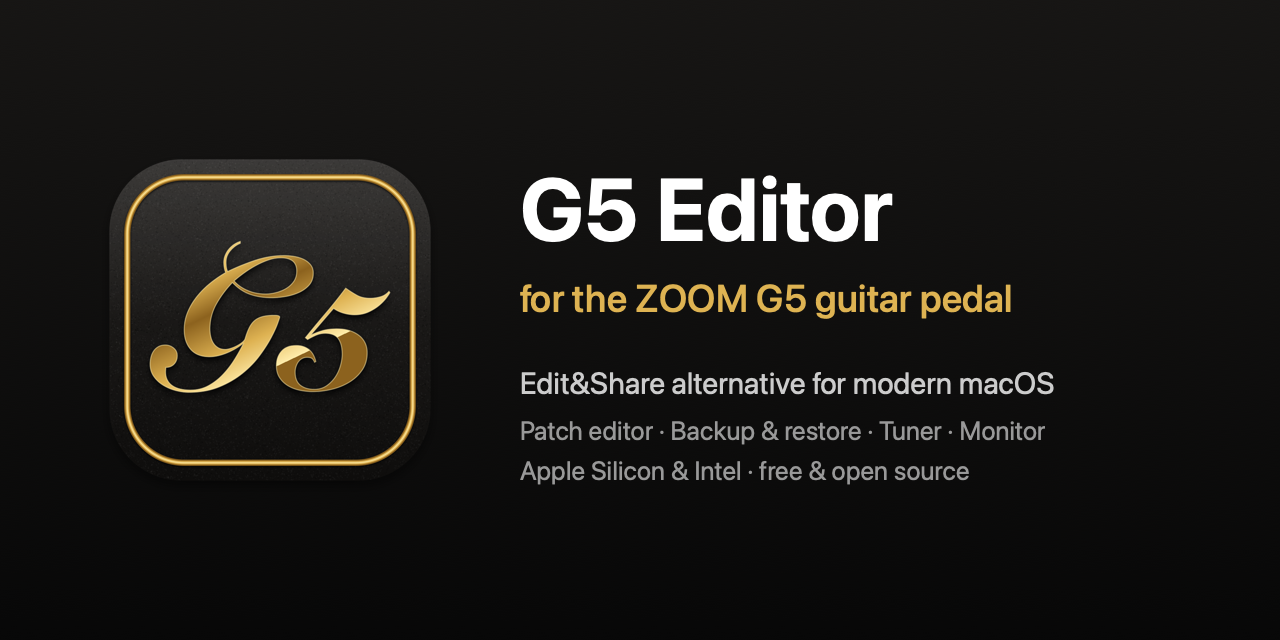 G5
G5 Editor
for the ZOOM G5 guitar pedal
Edit&Share alternative for modern macOS
Patch editor · Backup & restore · Tuner · Monitor
Apple Silicon & Intel · free & open source